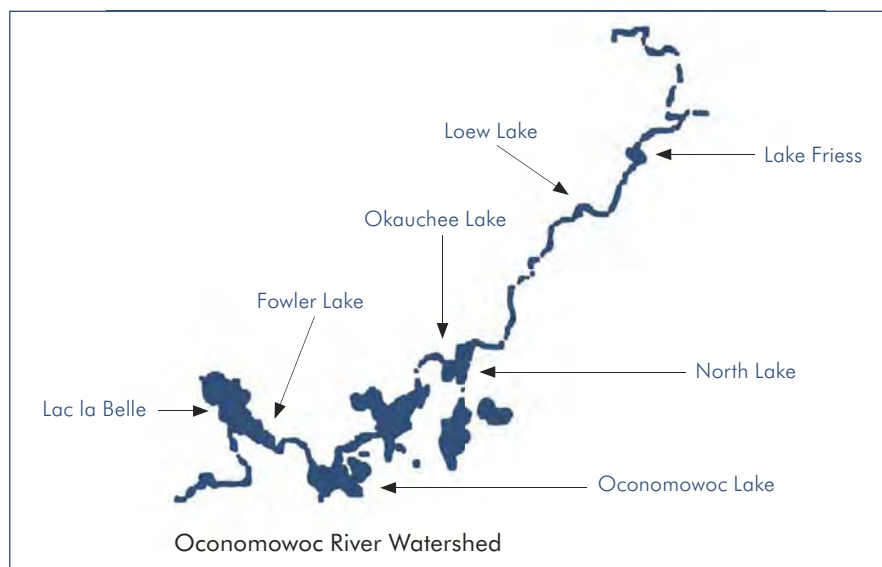 Loew Lake
Lake Friess
Okauchee Lake
Fowler Lake
North Lake
Lac la Belle
Oconomowoc Lake
Oconomowoc River Watershed